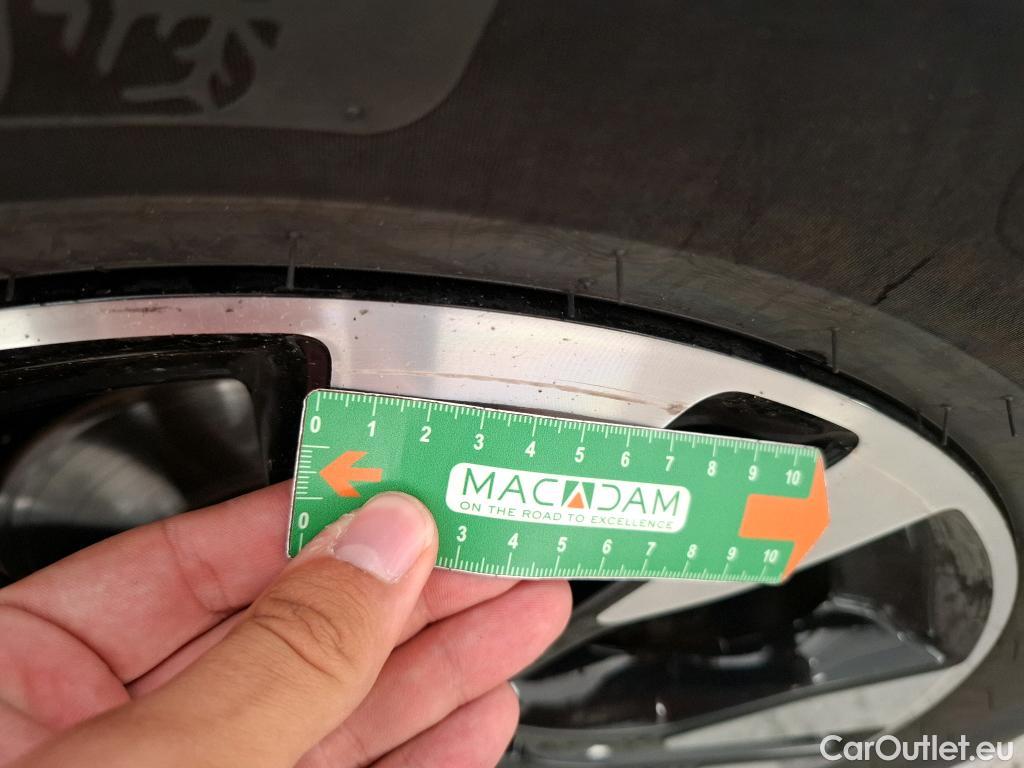 0 1 2 3 4 5 6 7 8 9 10
MACADAM
ON THE ROAD TO EXCELLENCE
0 3 4 5 6 7 8 9 10
CarOutlet.eu